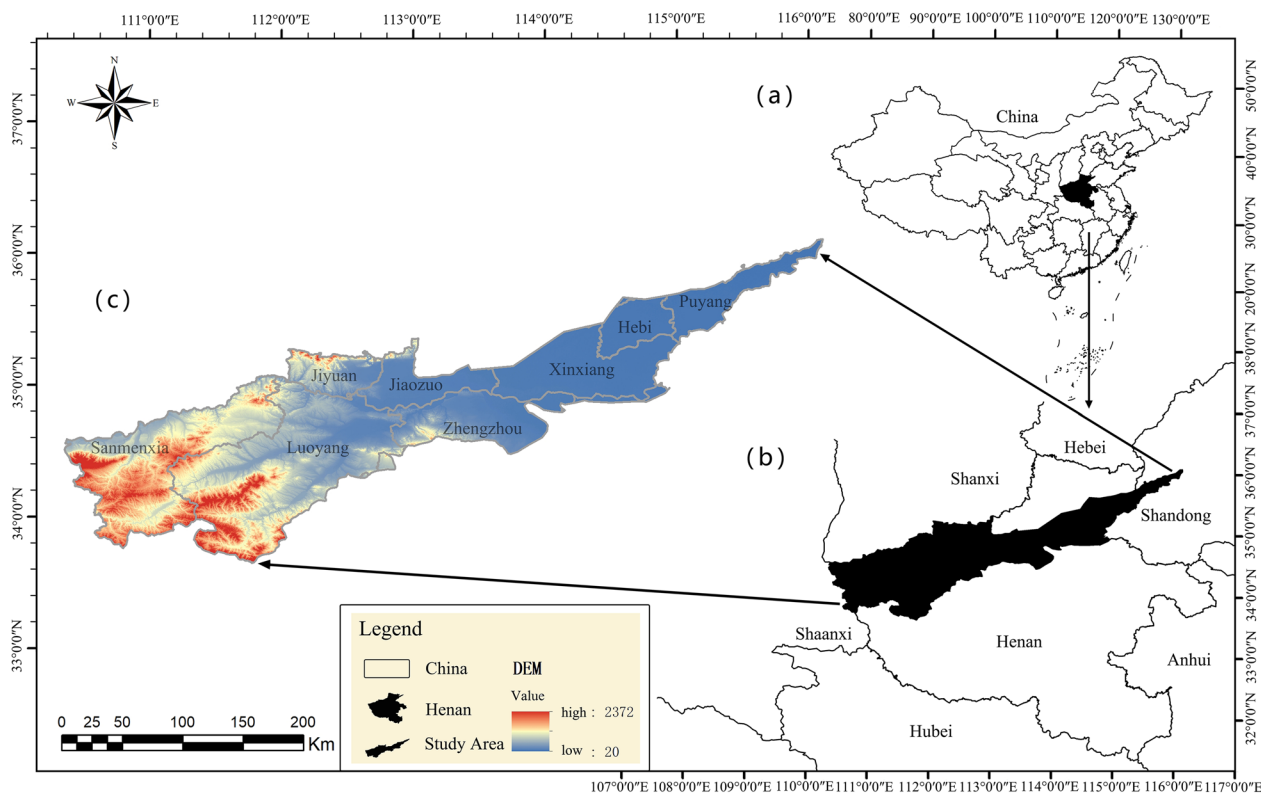 111°0′0″E 112°0′0″E 113°0′0″E 114°0′0″E 115°0′0″E 116°0′0″E 80°0′0″E 90°0′0″E 100°0′0″E 110°0′0″E 120°0′0″E 130°0′0″E
N
W E
S
(a)
China
37°0′0″N
36°0′0″N
35°0′0″N
34°0′0″N
33°0′0″N
50°0′0″N
40°0′0″N
30°0′0″N
20°0′0″N
38°0′0″N
37°0′0″N
36°0′0″N
35°0′0″N
34°0′0″N
33°0′0″N
32°0′0″N
(c)
Puyang
Hebi
Xinxiang
Jiyuan
Jiaozuo
Zhengzhou
Sanmenxia
Luoyang
(b)
Hebei
Shanxi
Shandong
Shaanxi
Henan
Anhui
Hubei
Legend
China
Henan
Study Area
DEM
Value
high : 2372
low : 20
0 25 50 100 150 200
Km
107°0′0″E 108°0′0″E 109°0′0″E 110°0′0″E 111°0′0″E 112°0′0″E 113°0′0″E 114°0′0″E 115°0′0″E 116°0′0″E 117°0′0″E